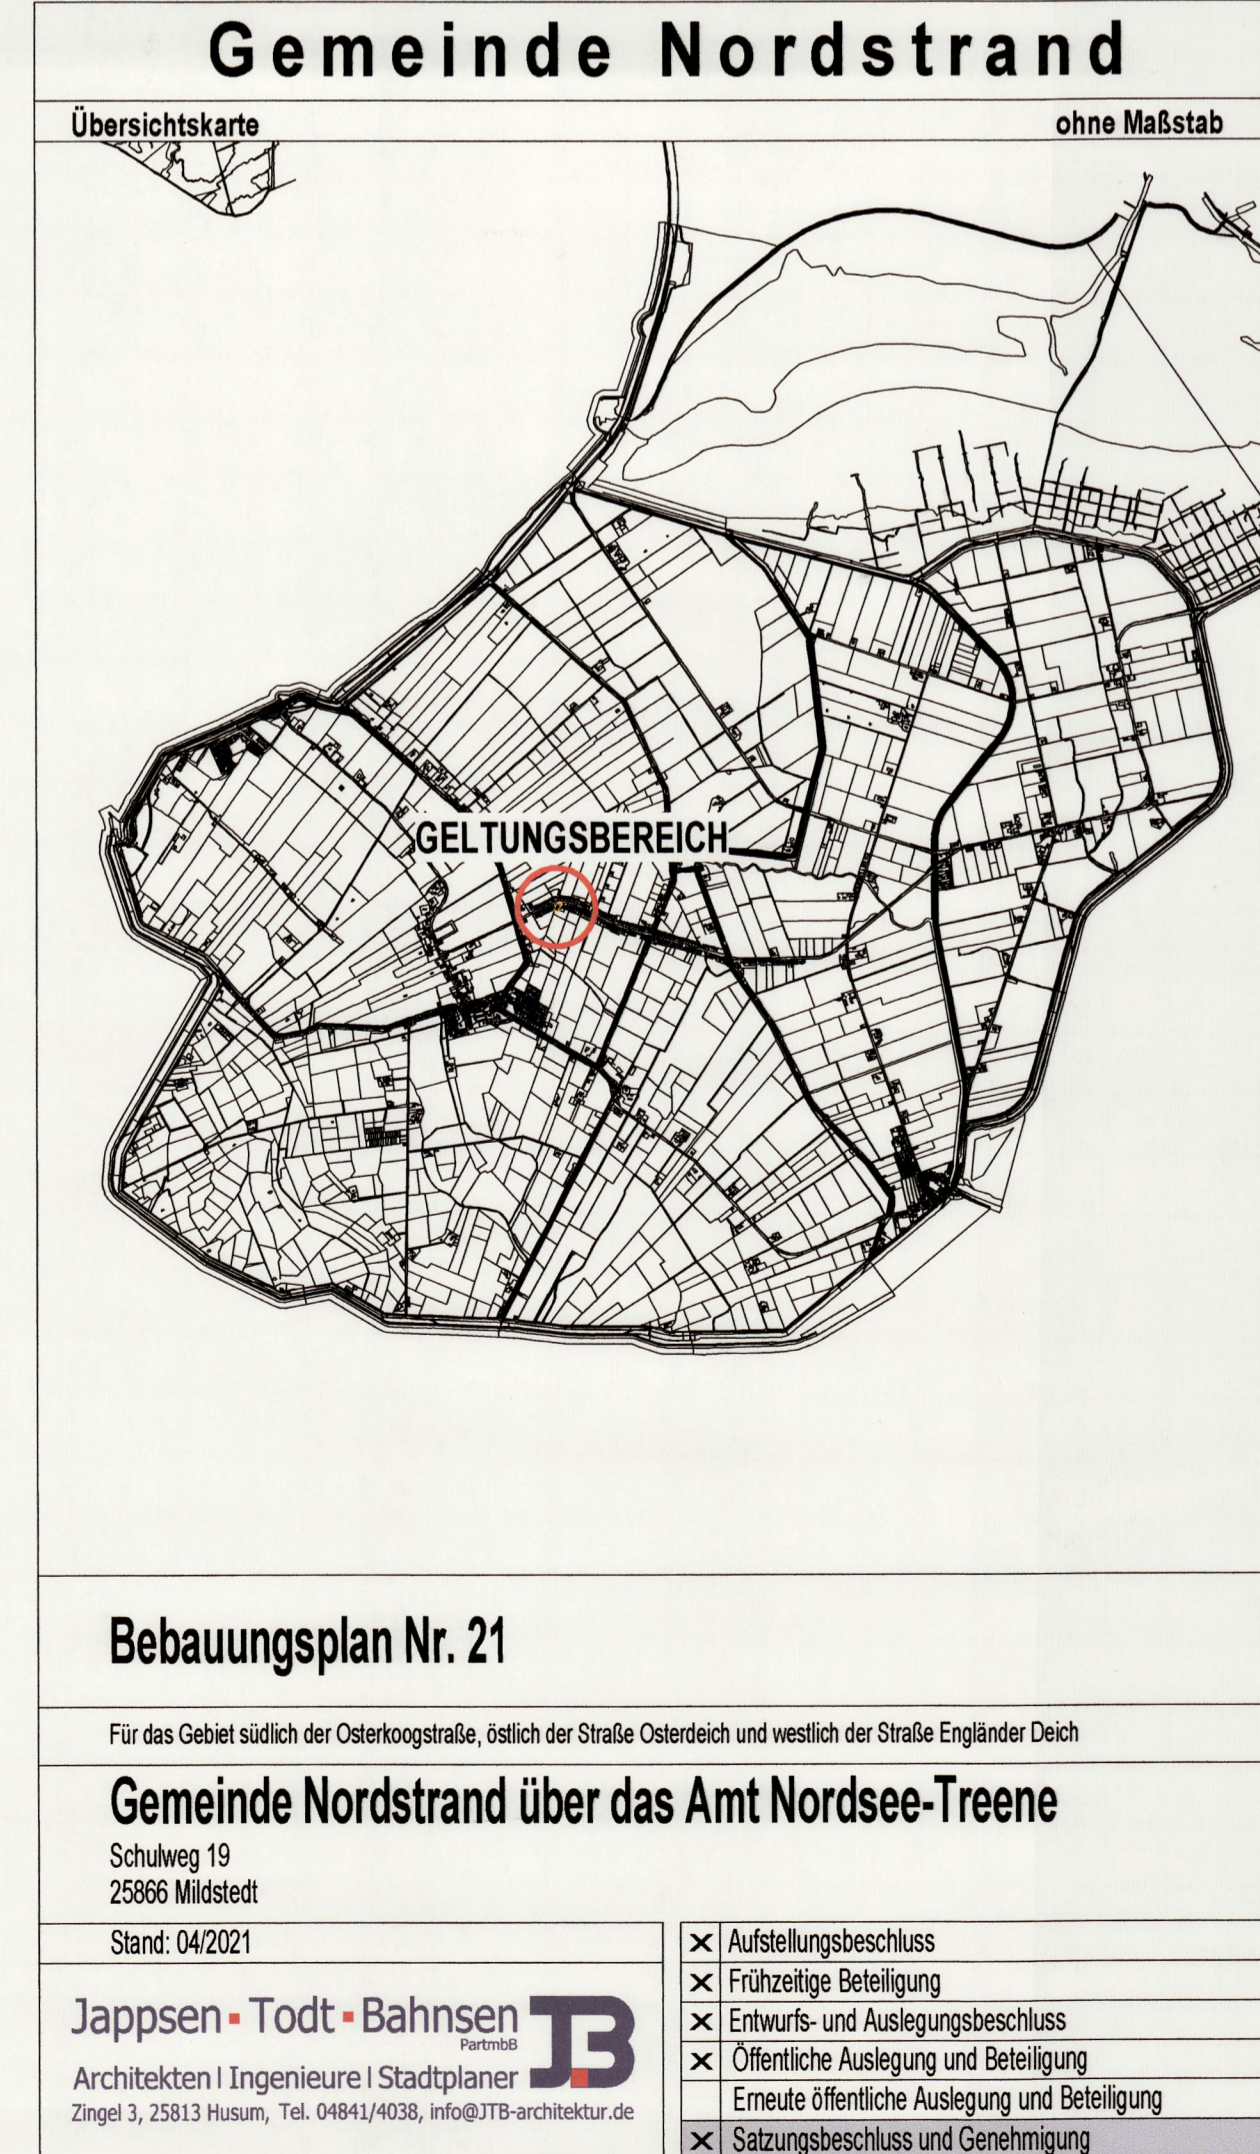 Gemeinde Nordstrand
Übersichtskarte
ohne Maßstab
GELTUNGSBEREICH
Bebauungsplan Nr. 21
Für das Gebiet südlich der Osterkoogstraße, östlich der Straße Osterdeich und westlich der Straße Engländer Deich
Gemeinde Nordstrand über das Amt Nordsee-Treene
Schulweg 19
25866 Mildstedt
Stand: 04/2021
Jappsen ▪ Todt ▪ Bahnsen
PartmbB
JTB
Architekten | Ingenieure | Stadtplaner
Zingel 3, 25813 Husum, Tel. 04841/4038, info@JTB-architektur.de
X Aufstellungsbeschluss
X Frühzeitige Beteiligung
X Entwurfs- und Auslegungsbeschluss
X Öffentliche Auslegung und Beteiligung
Erneute öffentliche Auslegung und Beteiligung
X Satzungsbeschluss und Genehmigung